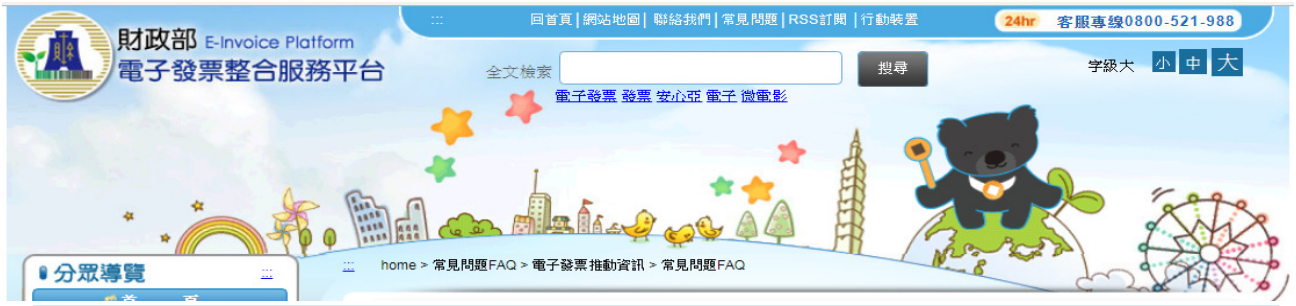 財政部 E-Invoice Platform
電子發票整合服務平台
::: 回首頁 | 網站地圖 | 聯絡我們 | 常見問題 | RSS訂閱 | 行動裝置
24hr 客服專線0800-521-988
全文檢索 搜尋
字級大 小 中 大
電子發票 發票 安心亞 電子 微電影
分眾導覽 :::
首 頁
::: home > 常見問題FAQ > 電子發票推動資訊 > 常見問題FAQ